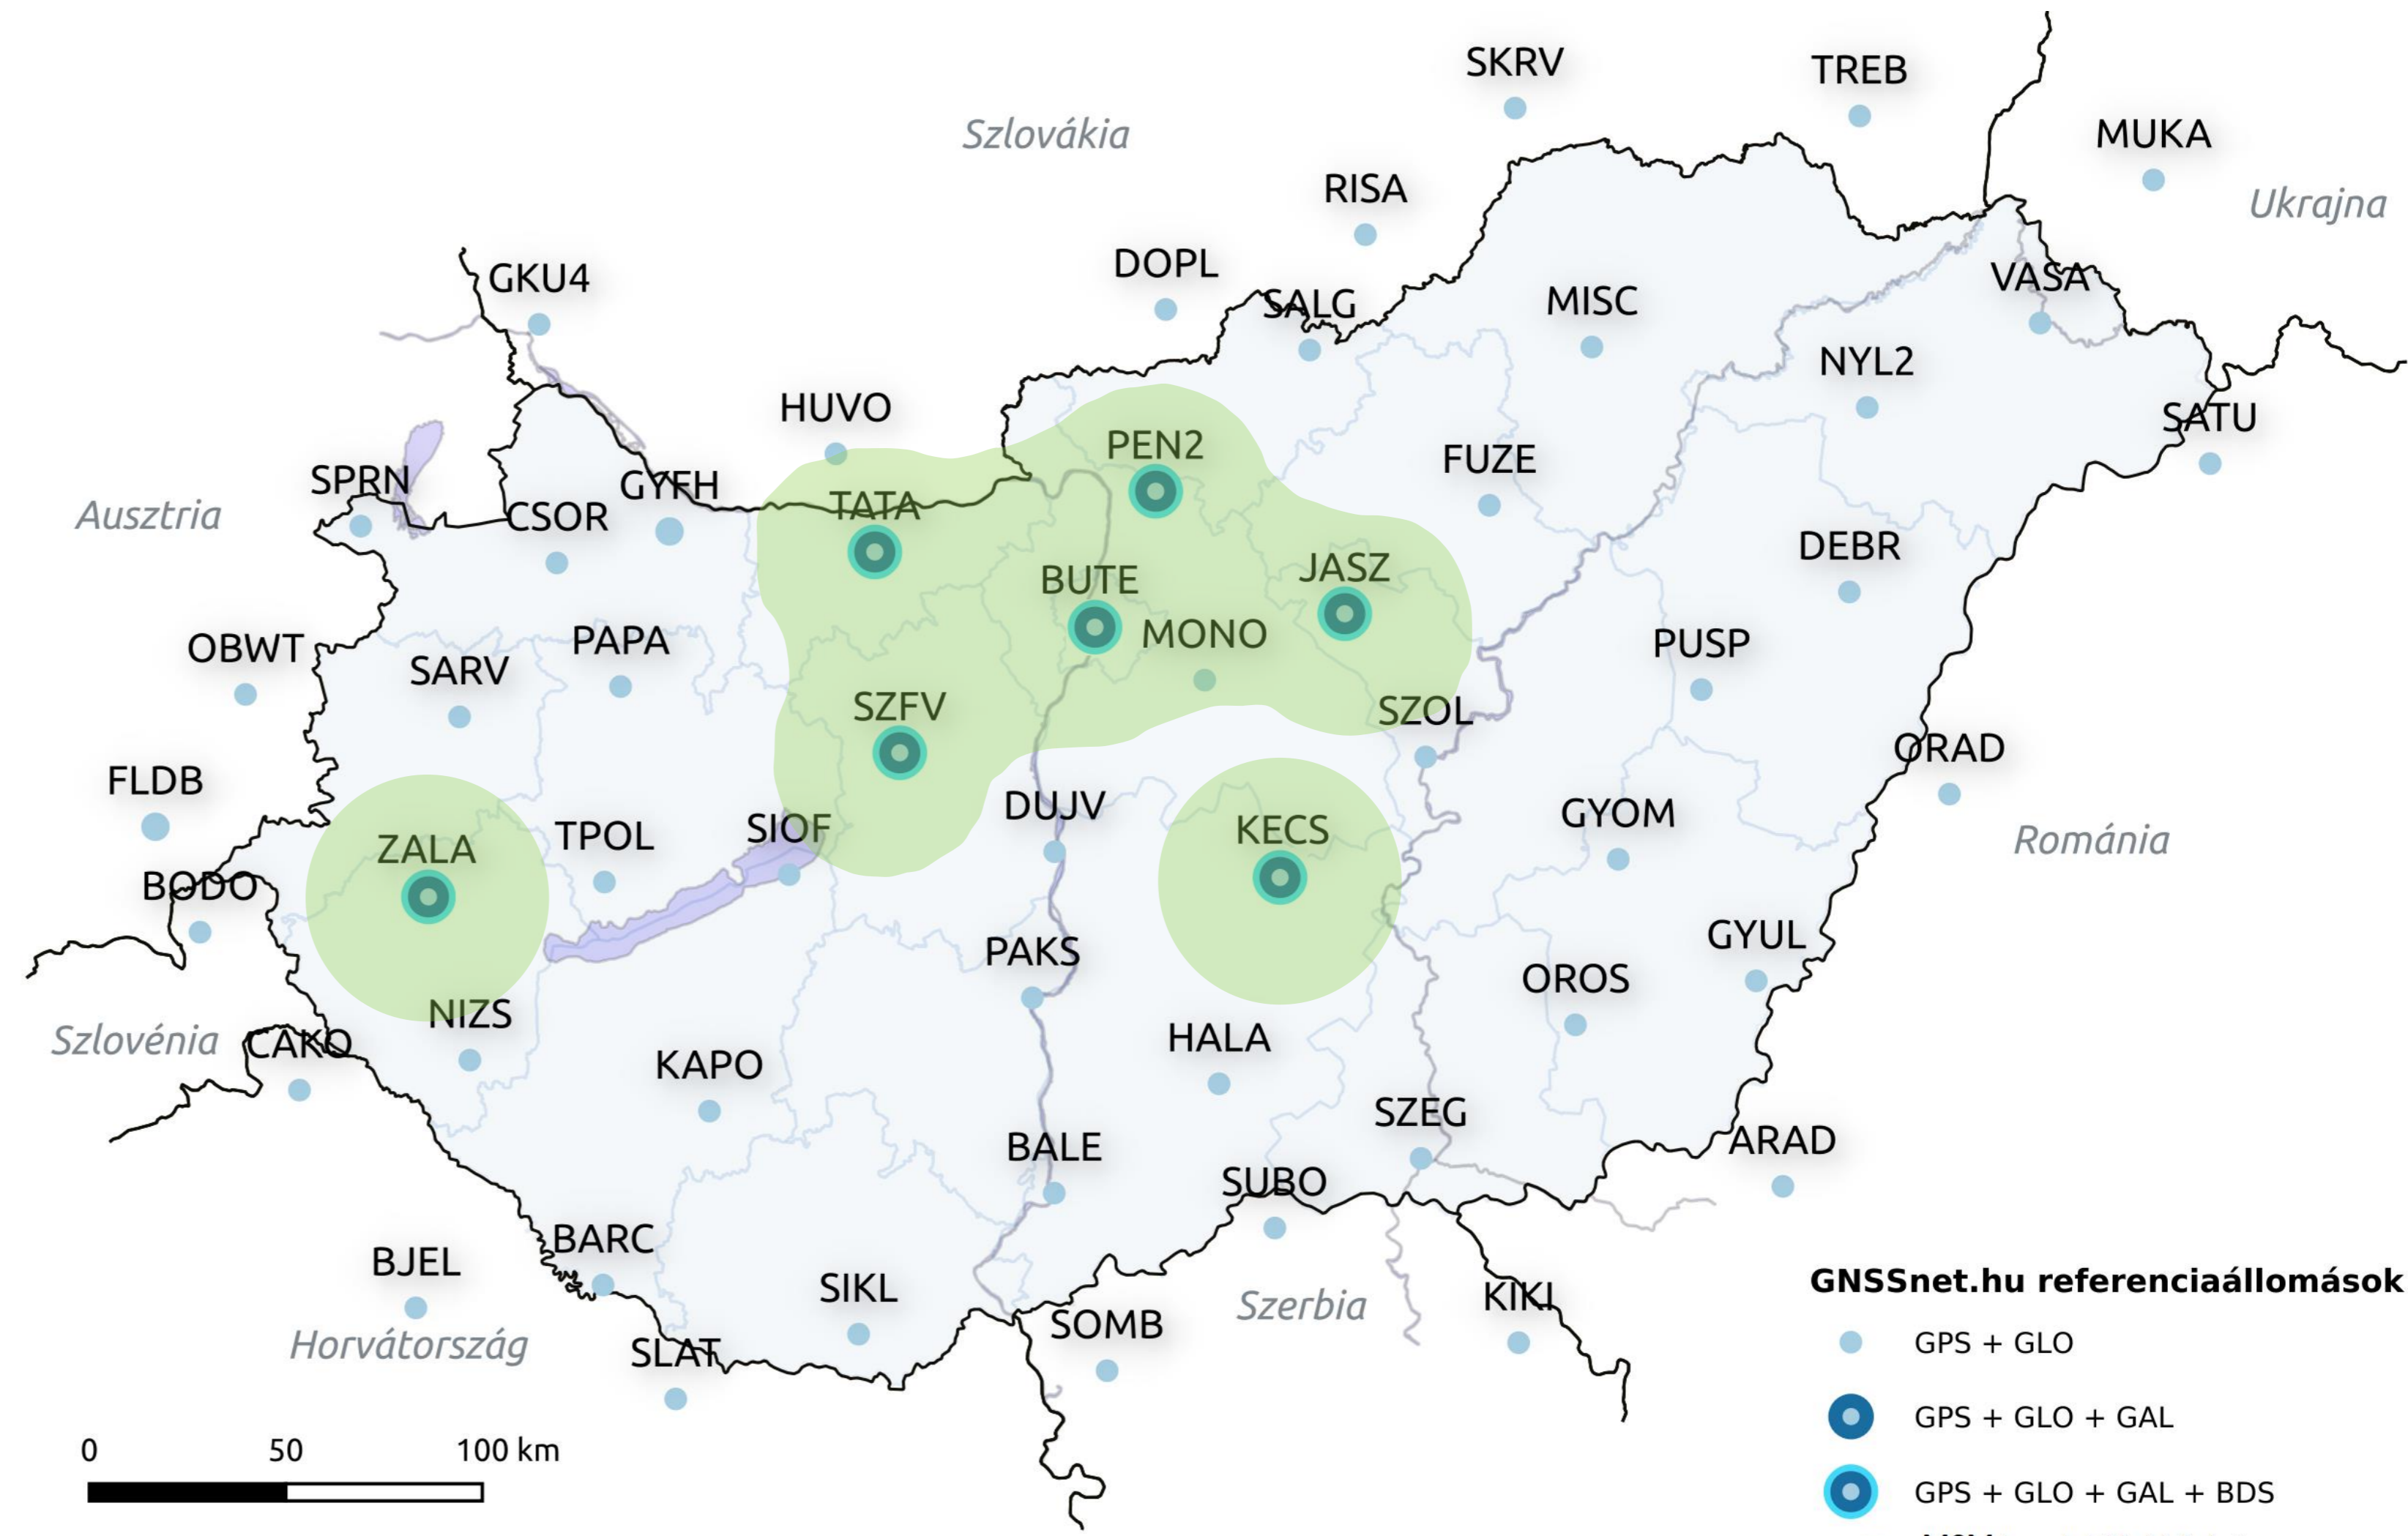 SKRV
TREB
Szlovákia
MUKA
RISA
Ukrajna
DOPL
GKU4
SALG
MISC
VASA
NYL2
HUVO
SATU
PEN2
FUZE
SPRN
GYFH
TATA
Ausztria
CSOR
DEBR
JASZ
BUTE
MONO
PAPA
PUSP
OBWT
SARV
SZFV
SZOL
ORAD
FLDB
DUJV
GYOM
SIOF
KECS
TPOL
Románia
ZALA
BODO
GYUL
PAKS
OROS
NIZS
HALA
Szlovénia
CAKO
KAPO
SZEG
ARAD
BALE
SUBO
BARC
BJEL
SIKL
KIKI
Szerbia
SOMB
Horvátország
SLAT
0 50 100 km
GNSSnet.hu referenciaállomások
GPS + GLO
GPS + GLO + GAL
GPS + GLO + GAL + BDS